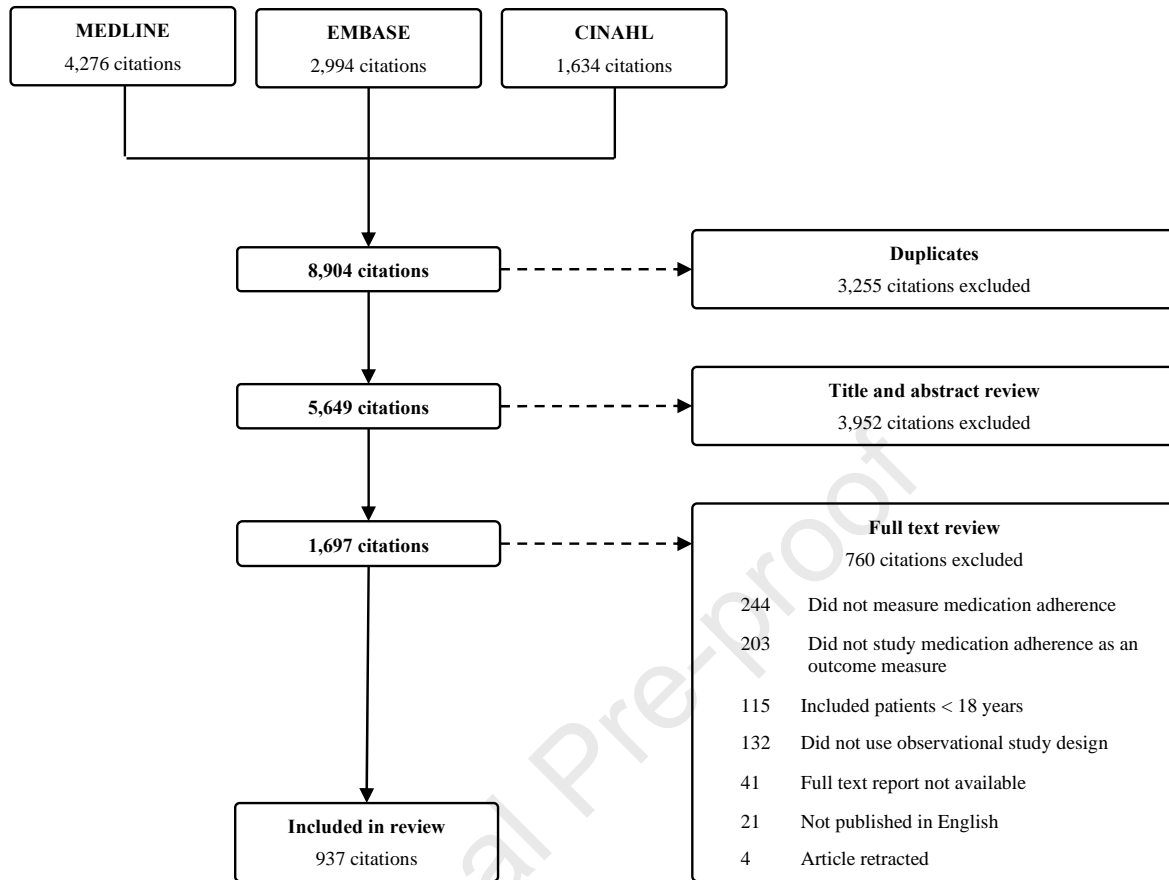 MEDLINE
4,276 citations
EMBASE
2,994 citations
CINAHL
1,634 citations
8,904 citations
Duplicates
3,255 citations excluded
5,649 citations
Title and abstract review
3,952 citations excluded
1,697 citations
Full text review
760 citations excluded
244 Did not measure medication adherence
203 Did not study medication adherence as an
outcome measure
115 Included patients < 18 years
132 Did not use observational study design
41 Full text report not available
21 Not published in English
4 Article retracted
Included in review
937 citations
al Pre-proof